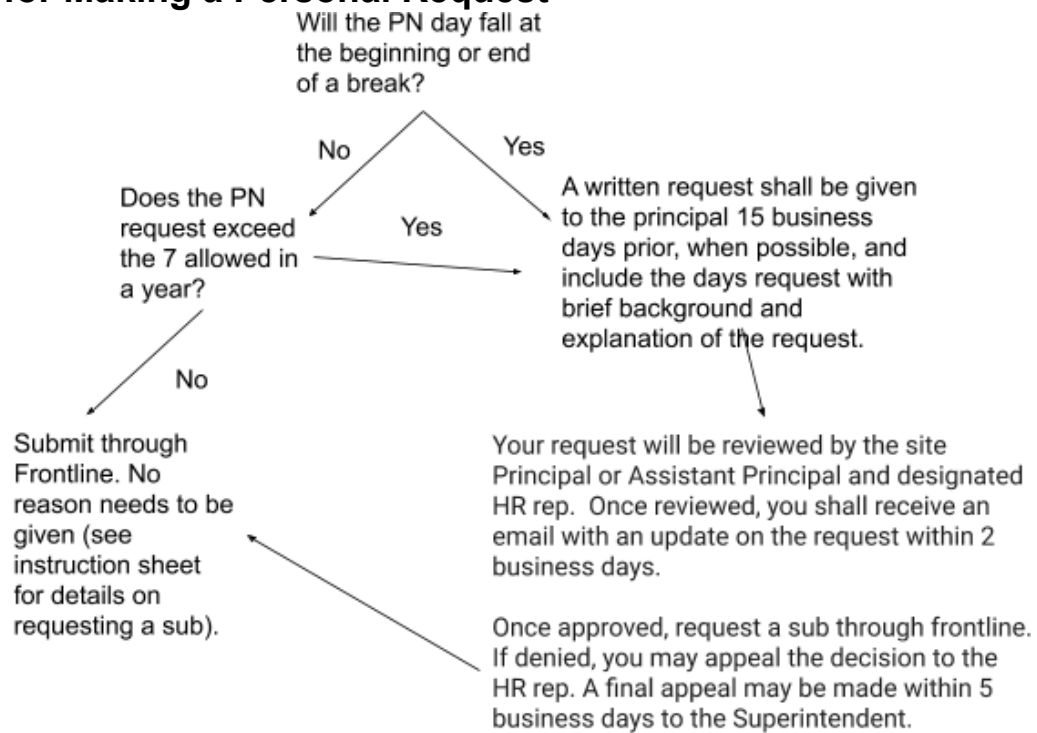 for Making a Personal Request
Will the PN day fall at
the beginning or end
of a break?
No
Yes
Does the PN
request exceed
the 7 allowed in
a year?
Yes
A written request shall be given
to the principal 15 business
days prior, when possible, and
include the days request with
brief background and
explanation of the request.
No
Submit through
Frontline. No
reason needs to be
given (see
instruction sheet
for details on
requesting a sub).
Your request will be reviewed by the site
Principal or Assistant Principal and designated
HR rep.  Once reviewed, you shall receive an
email with an update on the request within 2
business days.
Once approved, request a sub through frontline.
If denied, you may appeal the decision to the
HR rep. A final appeal may be made within 5
business days to the Superintendent.